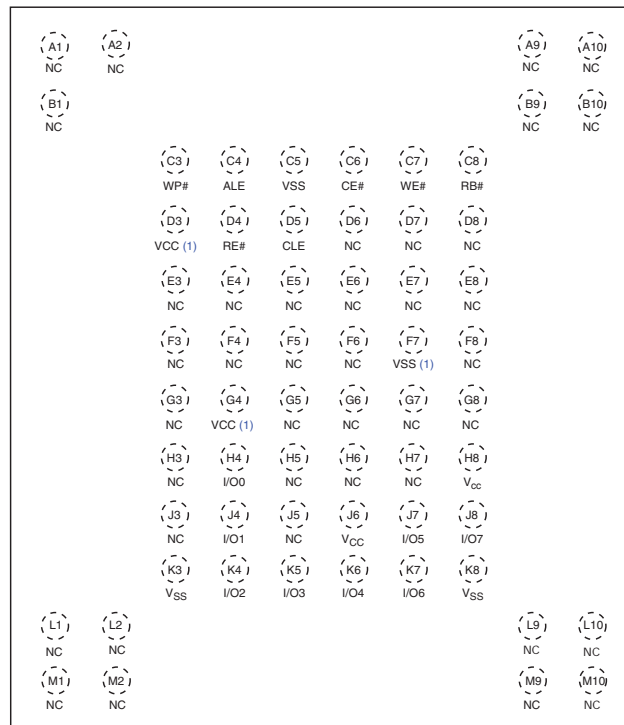 A1 A2 A9 A10
NC NC NC NC
B1 B9 B10
NC NC NC
C3 C4 C5 C6 C7 C8
WP# ALE VSS CE# WE# RB#
D3 D4 D5 D6 D7 D8
VCC (1) RE# CLE NC NC NC
E3 E4 E5 E6 E7 E8
NC NC NC NC NC NC
F3 F4 F5 F6 F7 F8
NC NC NC NC VSS (1) NC
G3 G4 G5 G6 G7 G8
NC VCC (1) NC NC NC NC
H3 H4 H5 H6 H7 H8
NC I/O0 NC NC NC Vcc
J3 J4 J5 J6 J7 J8
NC I/O1 NC VCC I/O5 I/O7
K3 K4 K5 K6 K7 K8
VSS I/O2 I/O3 I/O4 I/O6 VSS
L1 L2 L9 L10
NC NC NC NC
M1 M2 M9 M10
NC NC NC NC